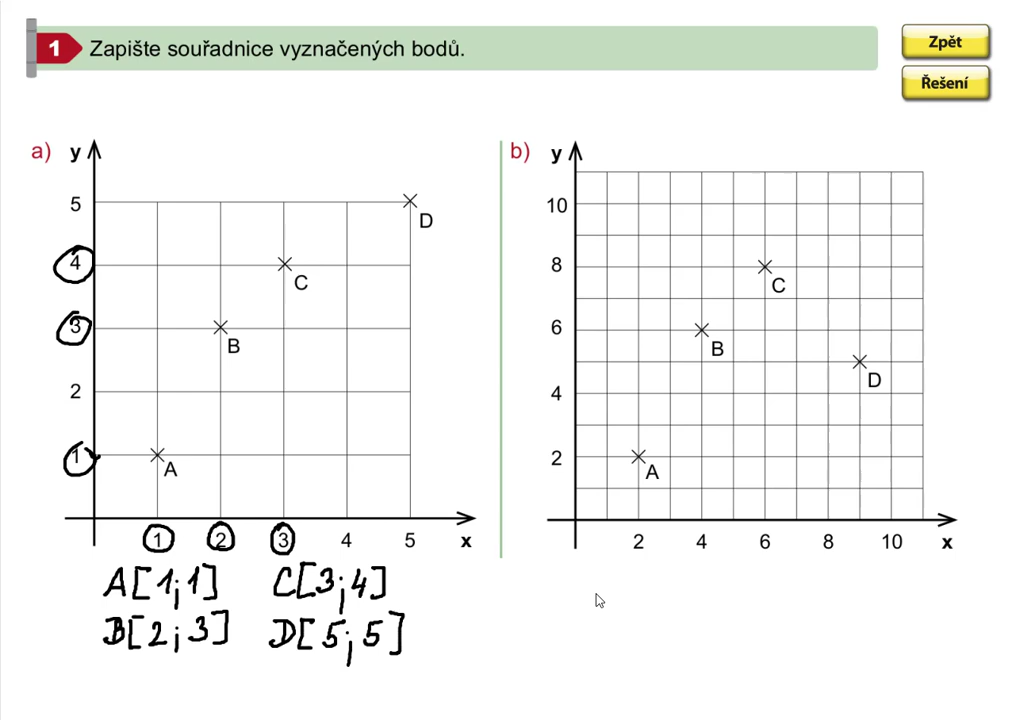 1 Zapište souřadnice vyznačených bodů.
Zpět
Řešení
a) y
5
4
3
2
1
D
C
B
A
1 2 3 4 5 x
A[1;1] C[3;4]
B[2;3] D[5;5]
b) y
10
8
6
4
2
C
B
D
A
2 4 6 8 10 x